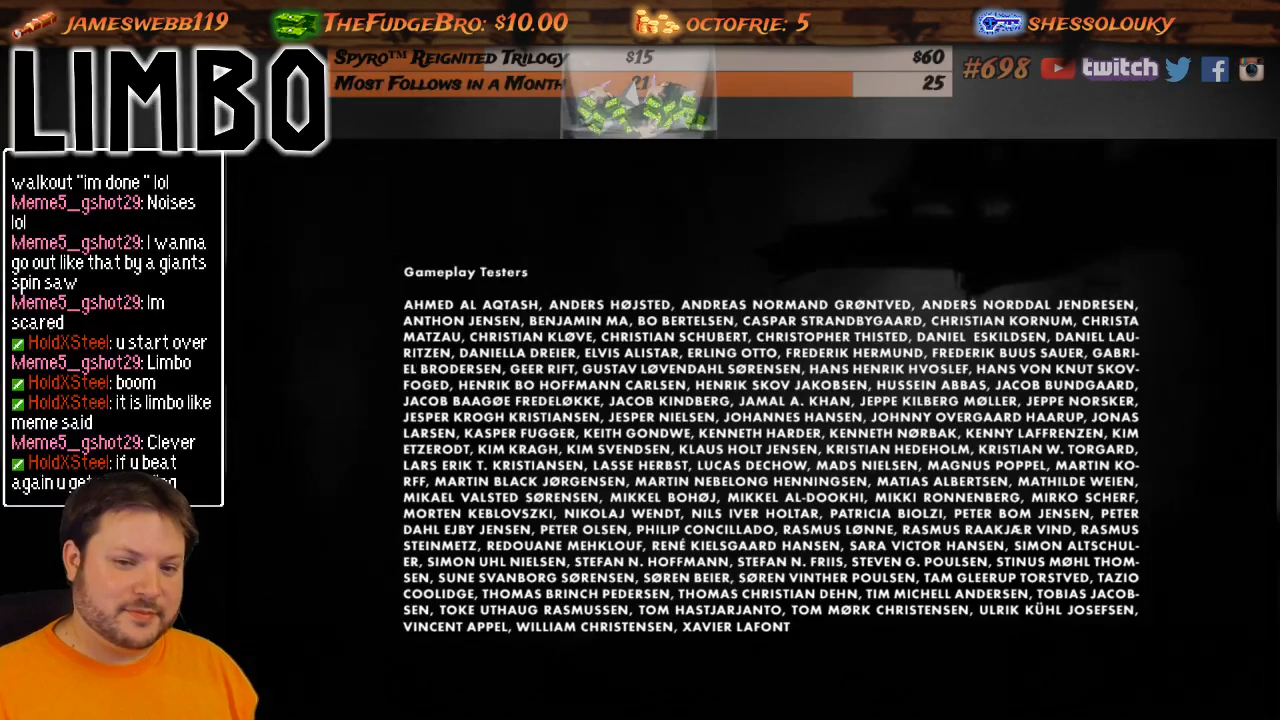 JAMESWEBB119
THEFUDGEBRO: $10.00
OCTOFRIE: 5
SHESSOLOUKY
SPYRO™ REIGNITED TRILOGY $15 $60
MOST FOLLOWS IN A MONTH 21 25
#698
twitch
LIMBO
walkout "im done " lol
Meme5__gshot29: Noises
lol
Meme5__gshot29: I wanna
go out like that by a giants
spin saw
Meme5__gshot29: Im
scared
HoldXSteel: u start over
Meme5__gshot29: Limbo
HoldXSteel: boom
HoldXSteel: it is limbo like
meme said
Meme5__gshot29: Clever
HoldXSteel: if u beat
again u get
Gameplay Testers
AHMED AL AQTASH, ANDERS HØJSTED, ANDREAS NORMAND GRØNTVED, ANDERS NORDDAL JENDRESEN,
ANTHON JENSEN, BENJAMIN MA, BO BERTELSEN, CASPAR STRANDBYGAARD, CHRISTIAN KORNUM, CHRISTA
MATZAU, CHRISTIAN KLØVE, CHRISTIAN SCHUBERT, CHRISTOPHER THISTED, DANIEL ESKILDSEN, DANIEL LAU-
RITZEN, DANIELLA DREIER, ELVIS ALISTAR, ERLING OTTO, FREDERIK HERMUND, FREDERIK BUUS SAUER, GABRI-
EL BRODERSEN, GEER RIFT, GUSTAV LØVENDAHL SØRENSEN, HANS HENRIK HVOSLEF, HANS VON KNUT SKOV-
FOGED, HENRIK BO HOFFMANN CARLSEN, HENRIK SKOV JAKOBSEN, HUSSEIN ABBAS, JACOB BUNDGAARD,
JACOB BAAGØE FREDELØKKE, JACOB KINDBERG, JAMAL A. KHAN, JEPPE KILBERG MØLLER, JEPPE NORSKER,
JESPER KROGH KRISTIANSEN, JESPER NIELSEN, JOHANNES HANSEN, JOHNNY OVERGAARD HAARUP, JONAS
LARSEN, KASPER FUGGER, KEITH GONDWE, KENNETH HARDER, KENNETH NØRBAK, KENNY LAFFRENZEN, KIM
ETZERODT, KIM KRAGH, KIM SVENDSEN, KLAUS HOLT JENSEN, KRISTIAN HEDEHOLM, KRISTIAN W. TORGARD,
LARS ERIK T. KRISTIANSEN, LASSE HERBST, LUCAS DECHOW, MADS NIELSEN, MAGNUS POPPEL, MARTIN KO-
RFF, MARTIN BLACK JØRGENSEN, MARTIN NEBELONG HENNINGSEN, MATIAS ALBERTSEN, MATHILDE WEIEN,
MIKAEL VALSTED SØRENSEN, MIKKEL BOHØJ, MIKKEL AL-DOOKHI, MIKKI RONNENBERG, MIRKO SCHERF,
MORTEN KEBLOVSZKI, NIKOLAJ WENDT, NILS IVER HOLTAR, PATRICIA BIOLZI, PETER BOM JENSEN, PETER
DAHL EJBY JENSEN, PETER OLSEN, PHILIP CONCILLADO, RASMUS LØNNE, RASMUS RAAKJÆR VIND, RASMUS
STEINMETZ, REDOUANE MEHKLOUF, RENÉ KIELSGAARD HANSEN, SARA VICTOR HANSEN, SIMON ALTSCHUL-
ER, SIMON UHL NIELSEN, STEFAN N. HOFFMANN, STEFAN N. FRIIS, STEVEN G. POULSEN, STINUS MØHL THOM-
SEN, SUNE SVANBORG SØRENSEN, SØREN BEIER, SØREN VINTHER POULSEN, TAM GLEERUP TORSTVED, TAZIO
COOLIDGE, THOMAS BRINCH PEDERSEN, THOMAS CHRISTIAN DEHN, TIM MICHELL ANDERSEN, TOBIAS JACOB-
SEN, TOKE UTHAUG RASMUSSEN, TOM HASTJARJANTO, TOM MØRK CHRISTENSEN, ULRIK KÜHL JOSEFSEN,
VINCENT APPEL, WILLIAM CHRISTENSEN, XAVIER LAFONT